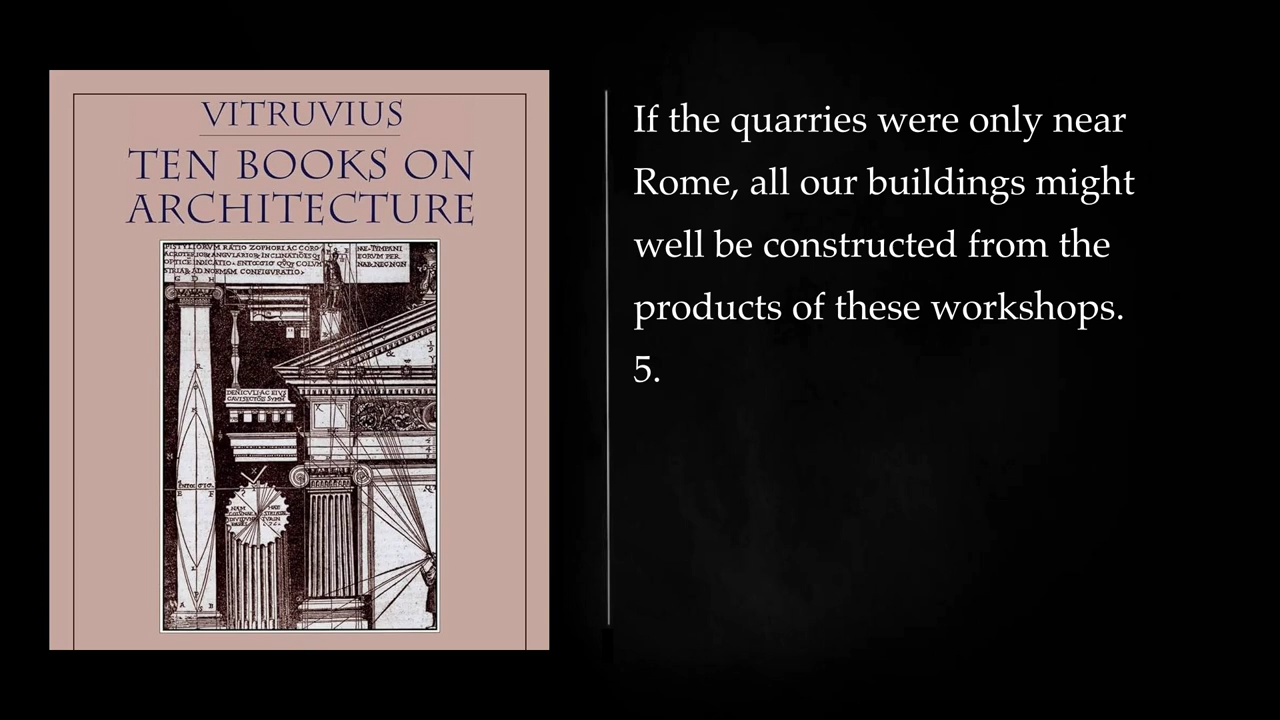 VITRUVIUS
TEN BOOKS ON
ARCHITECTURE
If the quarries were only near
Rome, all our buildings might
well be constructed from the
products of these workshops.
5.